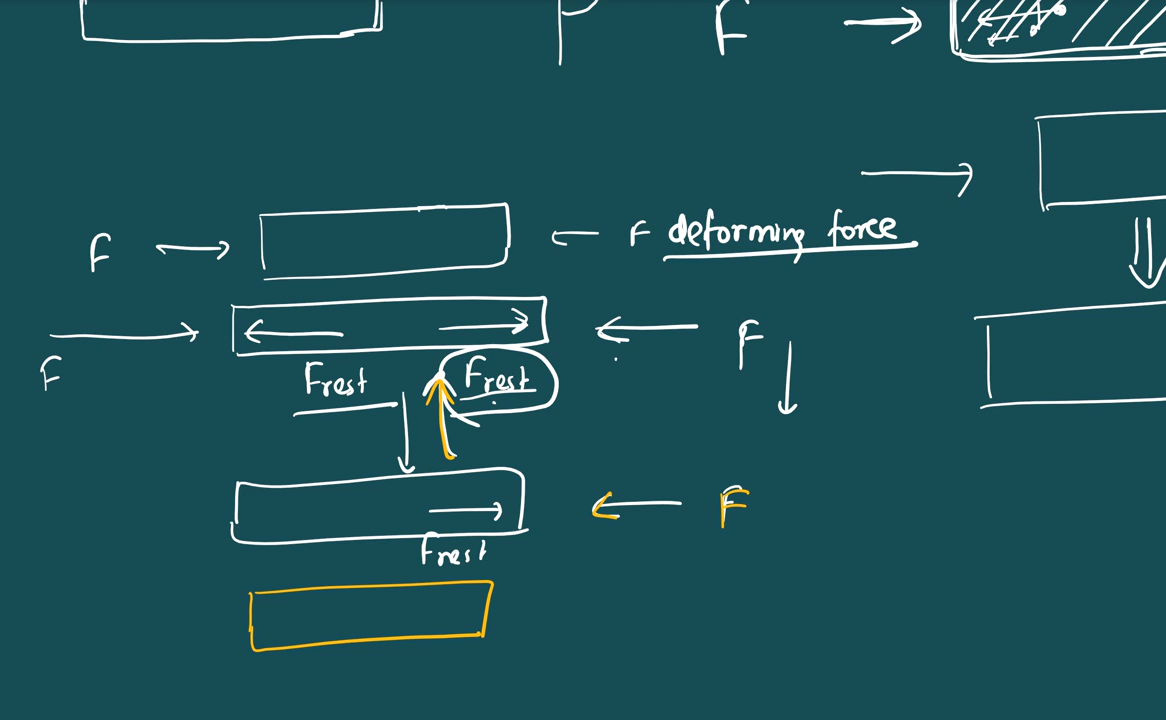 F
F F deforming force
F F
Frest Frest
F
Frest